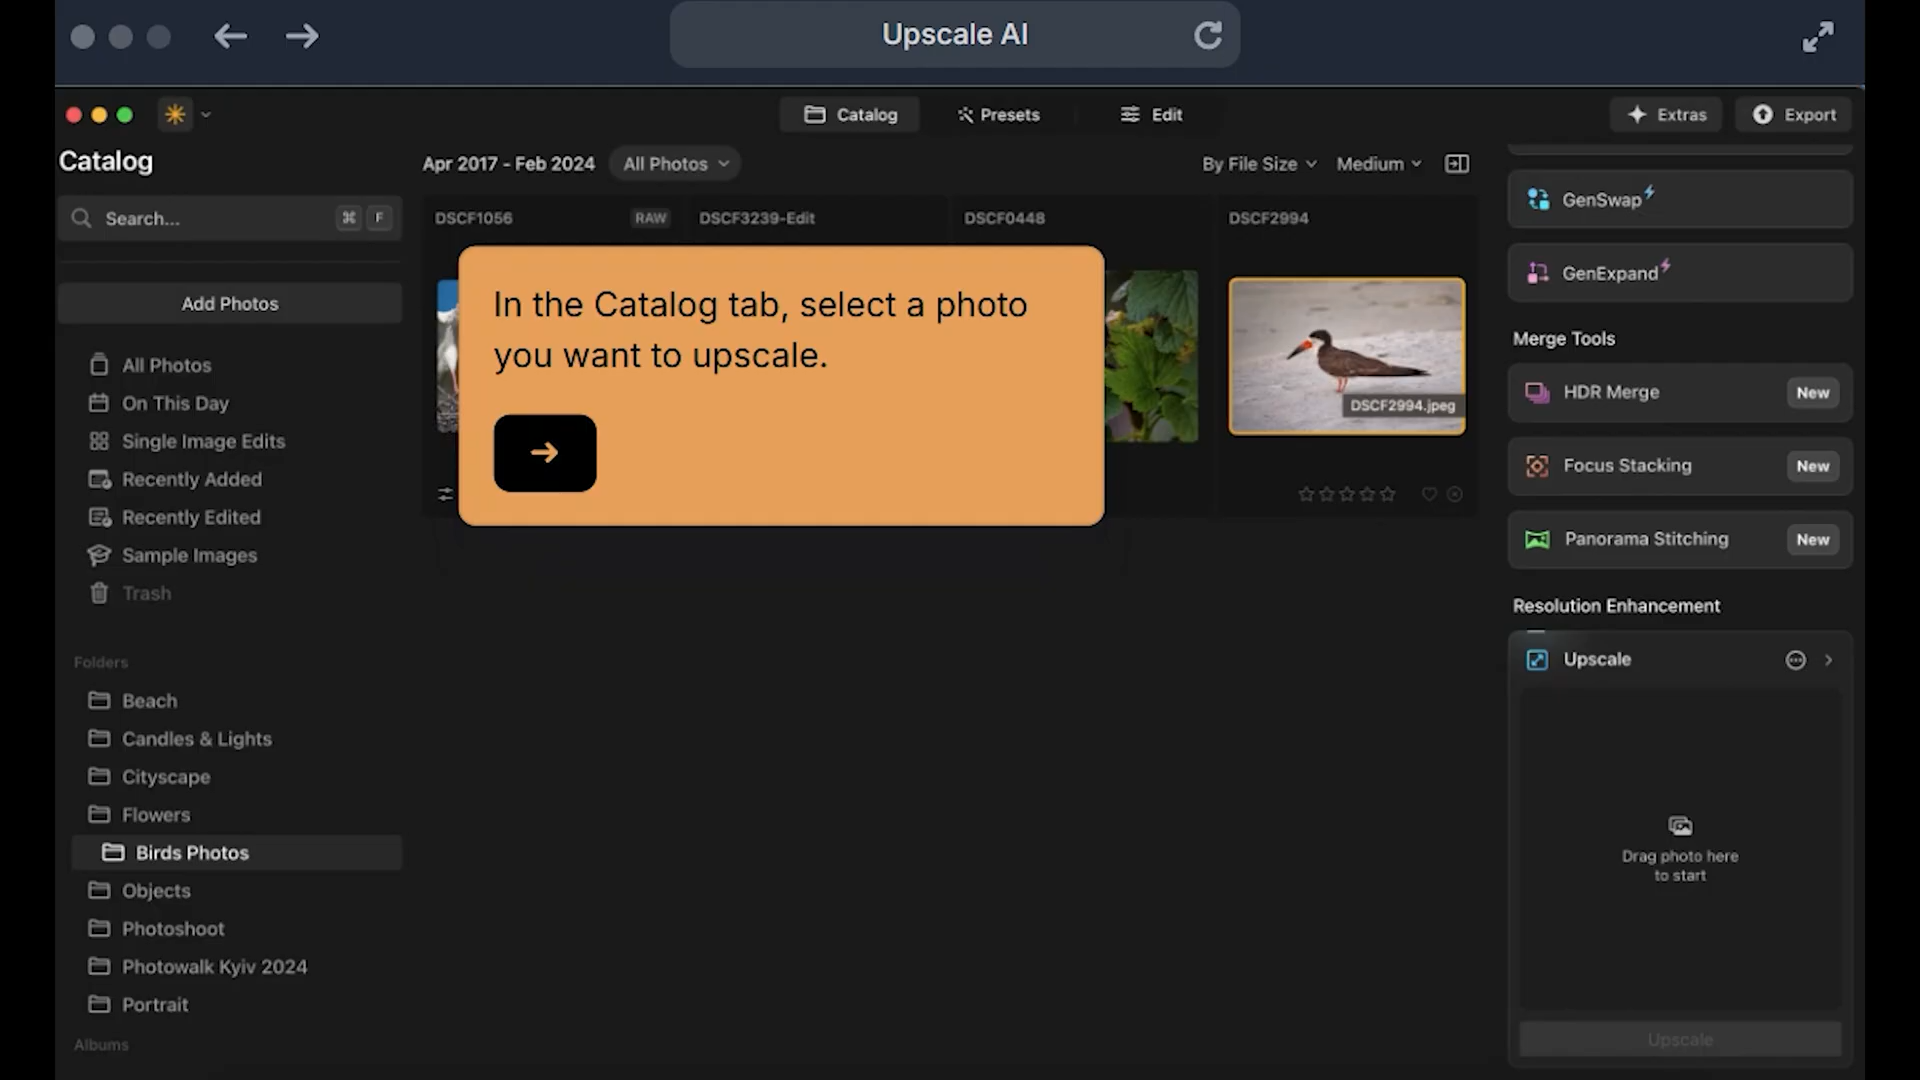 Upscale AI
Catalog
Presets
Edit
Extras
Export
Catalog
Apr 2017 - Feb 2024
All Photos
By File Size
Medium
Search...
⌘ F
DSCF1056
RAW
DSCF3239-Edit
DSCF0448
DSCF2994
In the Catalog tab, select a photo
you want to upscale.
DSCF2994.jpeg
Add Photos
All Photos
On This Day
Single Image Edits
Recently Added
Recently Edited
Sample Images
Trash
Folders
Beach
Candles & Lights
Cityscape
Flowers
Birds Photos
Objects
Photoshoot
Photowalk Kyiv 2024
Portrait
Albums
GenSwap
GenExpand
Merge Tools
HDR Merge
New
Focus Stacking
New
Panorama Stitching
New
Resolution Enhancement
Upscale
Drag photo here
to start
Upscale